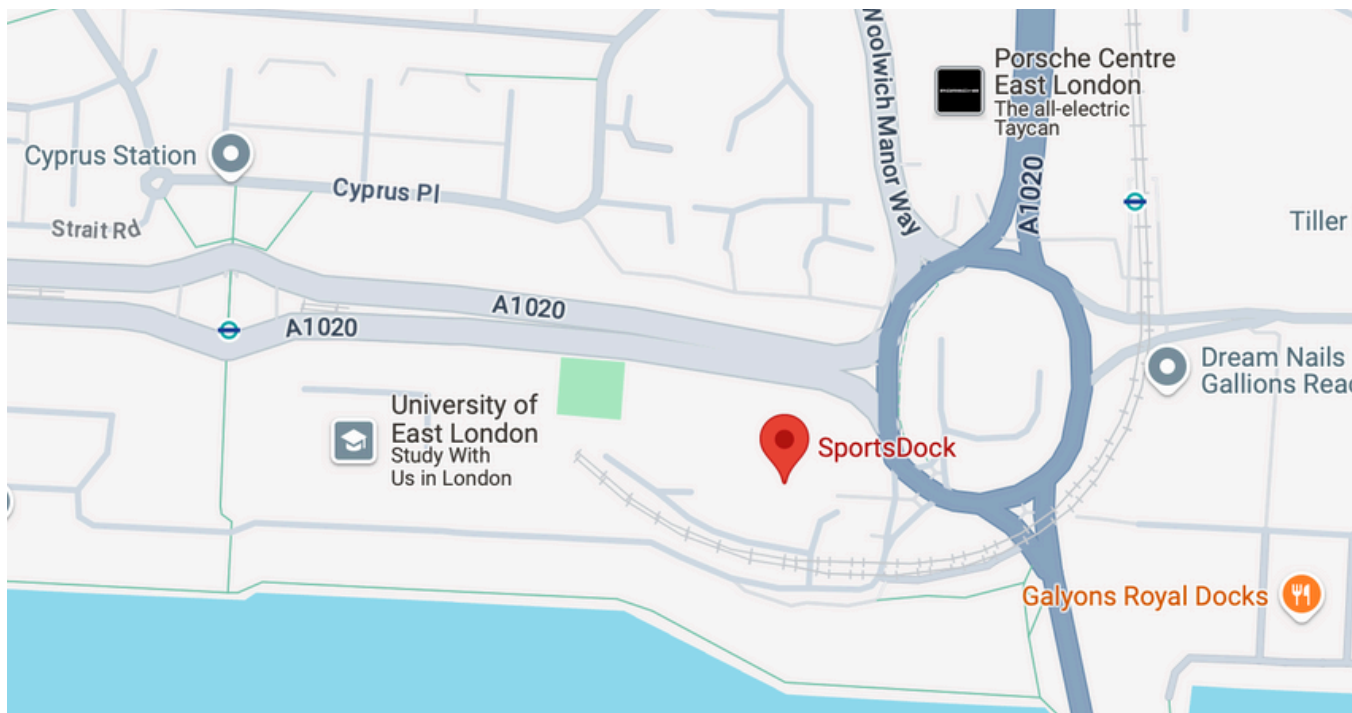 Woolwich Manor Way
Porsche Centre
East London
The all-electric
Taycan
Cyprus Station
Cyprus Pl
A1020
Strait Rd
Tiller
A1020
A1020
Dream Nails
Gallions Reac
University of
East London
Study With
Us in London
SportsDock
Galyons Royal Docks